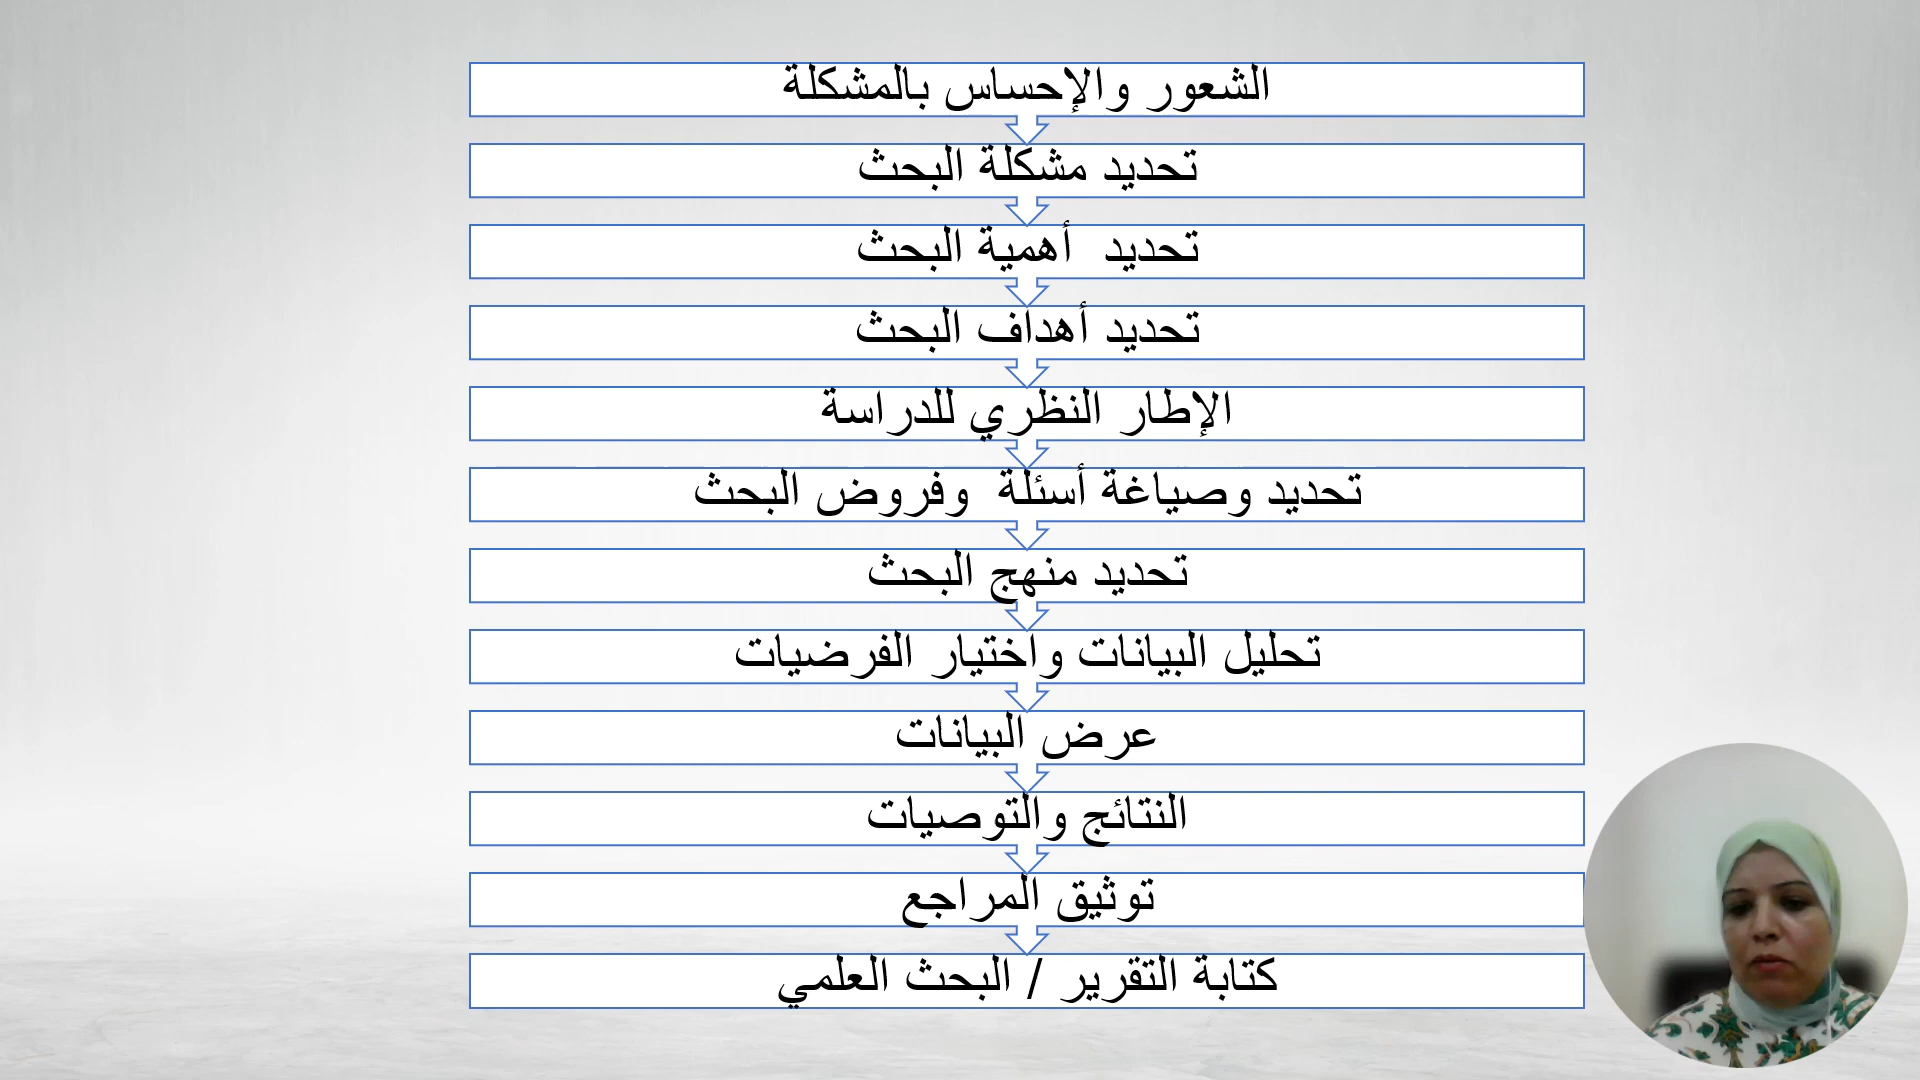 الشعور والإحساس بالمشكلة
تحديد مشكلة البحث
تحديد أهمية البحث
تحديد أهداف البحث
الإطار النظري للدراسة
تحديد وصياغة أسئلة وفروض البحث
تحديد منهج البحث
تحليل البيانات واختيار الفرضيات
عرض البيانات
النتائج والتوصيات
توثيق المراجع
كتابة التقرير / البحث العلمي